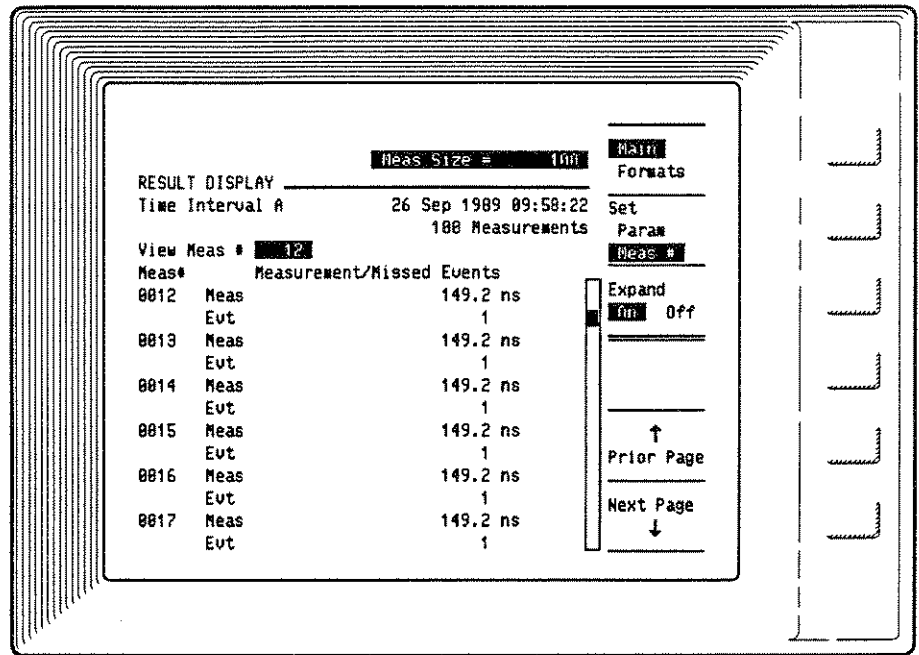 Meas Size = 100
RESULT DISPLAY
Time Interval A 26 Sep 1989 09:58:22
100 Measurements
View Meas # 12
Meas# Measurement/Missed Events
0012 Meas 149.2 ns
Evt 1
0013 Meas 149.2 ns
Evt 1
0014 Meas 149.2 ns
Evt 1
0015 Meas 149.2 ns
Evt 1
0016 Meas 149.2 ns
Evt 1
0017 Meas 149.2 ns
Evt 1
Main
Formats
Set
Param
Meas #
Expand
On Off
↑
Prior Page
Next Page
↓